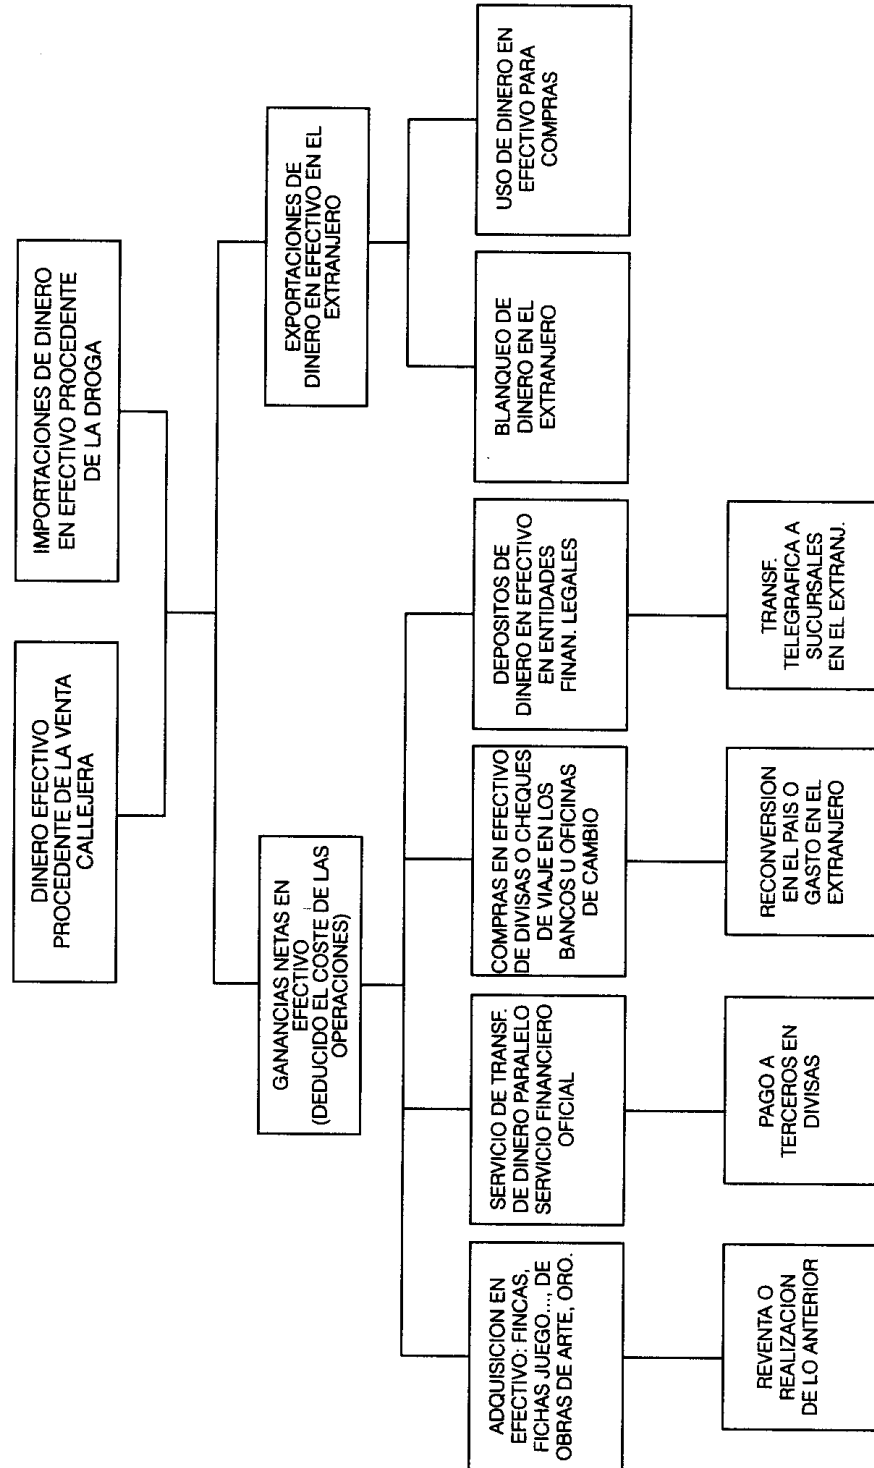 DINERO EFECTIVO
PROCEDENTE DE LA VENTA
CALLEJERA
IMPORTACIONES DE DINERO
EN EFECTIVO PROCEDENTE
DE LA DROGA
GANANCIAS NETAS EN
EFECTIVO
(DEDUCIDO EL COSTE DE LAS
OPERACIONES)
EXPORTACIONES DE
DINERO EN EFECTIVO EN EL
EXTRANJERO
ADQUISICION EN
EFECTIVO: FINCAS,
FICHAS JUEGO..., DE
OBRAS DE ARTE, ORO.
SERVICIO DE TRANSF.
DE DINERO PARALELO
SERVICIO FINANCIERO
OFICIAL
COMPRAS EN EFECTIVO
DE DIVISAS O CHEQUES
DE VIAJE EN LOS
BANCOS U OFICINAS
DE CAMBIO
DEPOSITOS DE
DINERO EN EFECTIVO
EN ENTIDADES
FINAN. LEGALES
BLANQUEO DE
DINERO EN EL
EXTRANJERO
USO DE DINERO EN
EFECTIVO PARA
COMPRAS
REVENTA O
REALIZACION
DE LO ANTERIOR
PAGO A
TERCEROS EN
DIVISAS
RECONVERSION
EN EL PAIS O
GASTO EN EL
EXTRANJERO
TRANSF.
TELEGRAFICA A
SUCURSALES
EN EL EXTRANJ.